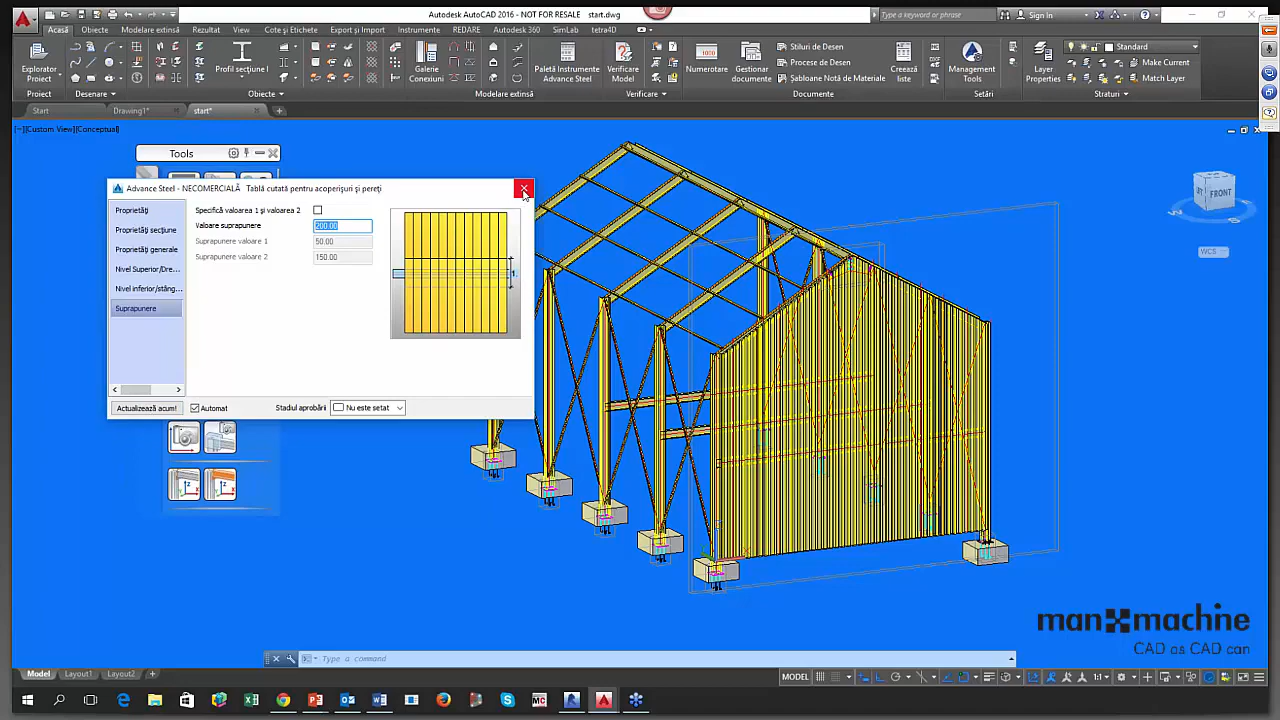 Autodesk AutoCAD 2016 - NOT FOR RESALE start.dwg
Type a keyword or phrase
Sign In
Acasă Obiecte Modelare extinsă Rezultat View Cote și Etichete Export și Import Instrumente REDARE Autodesk 360 SimLab tetra4D
Explorator Proiect
Profil secțiune I
Galerie Conexiuni
Paletă Instrumente Advance Steel
Verificare Model
Numerotare
Gestionar documente
Stiluri de Desen
Procese de Desen
Șabloane Notă de Materiale
Creează liste
Management Tools
Layer Properties
Standard
Make Current
Match Layer
Proiect Desenare Obiecte Modelare extinsă Verificare Documente Setări Straturi
Start Drawing1* start*
[−][Custom View][Conceptual]
Tools
Advance Steel - NECOMERCIALĂ Tablă cutată pentru acoperișuri și pereți
Proprietăți
Proprietăți secțiune
Proprietăți generale
Nivel Superior/Dre...
Nivel inferior/stâng...
Suprapunere
Specifică valoarea 1 și valoarea 2
Valoare suprapunere 200.00
Suprapunere valoare 1 50.00
Suprapunere valoare 2 150.00
1.
Actualizează acum! Automat Stadiul aprobării Nu este setat
FRONT
W
S
WCS
man machine
CAD as CAD can
Type a command
Model Layout1 Layout2
MODEL 1:1